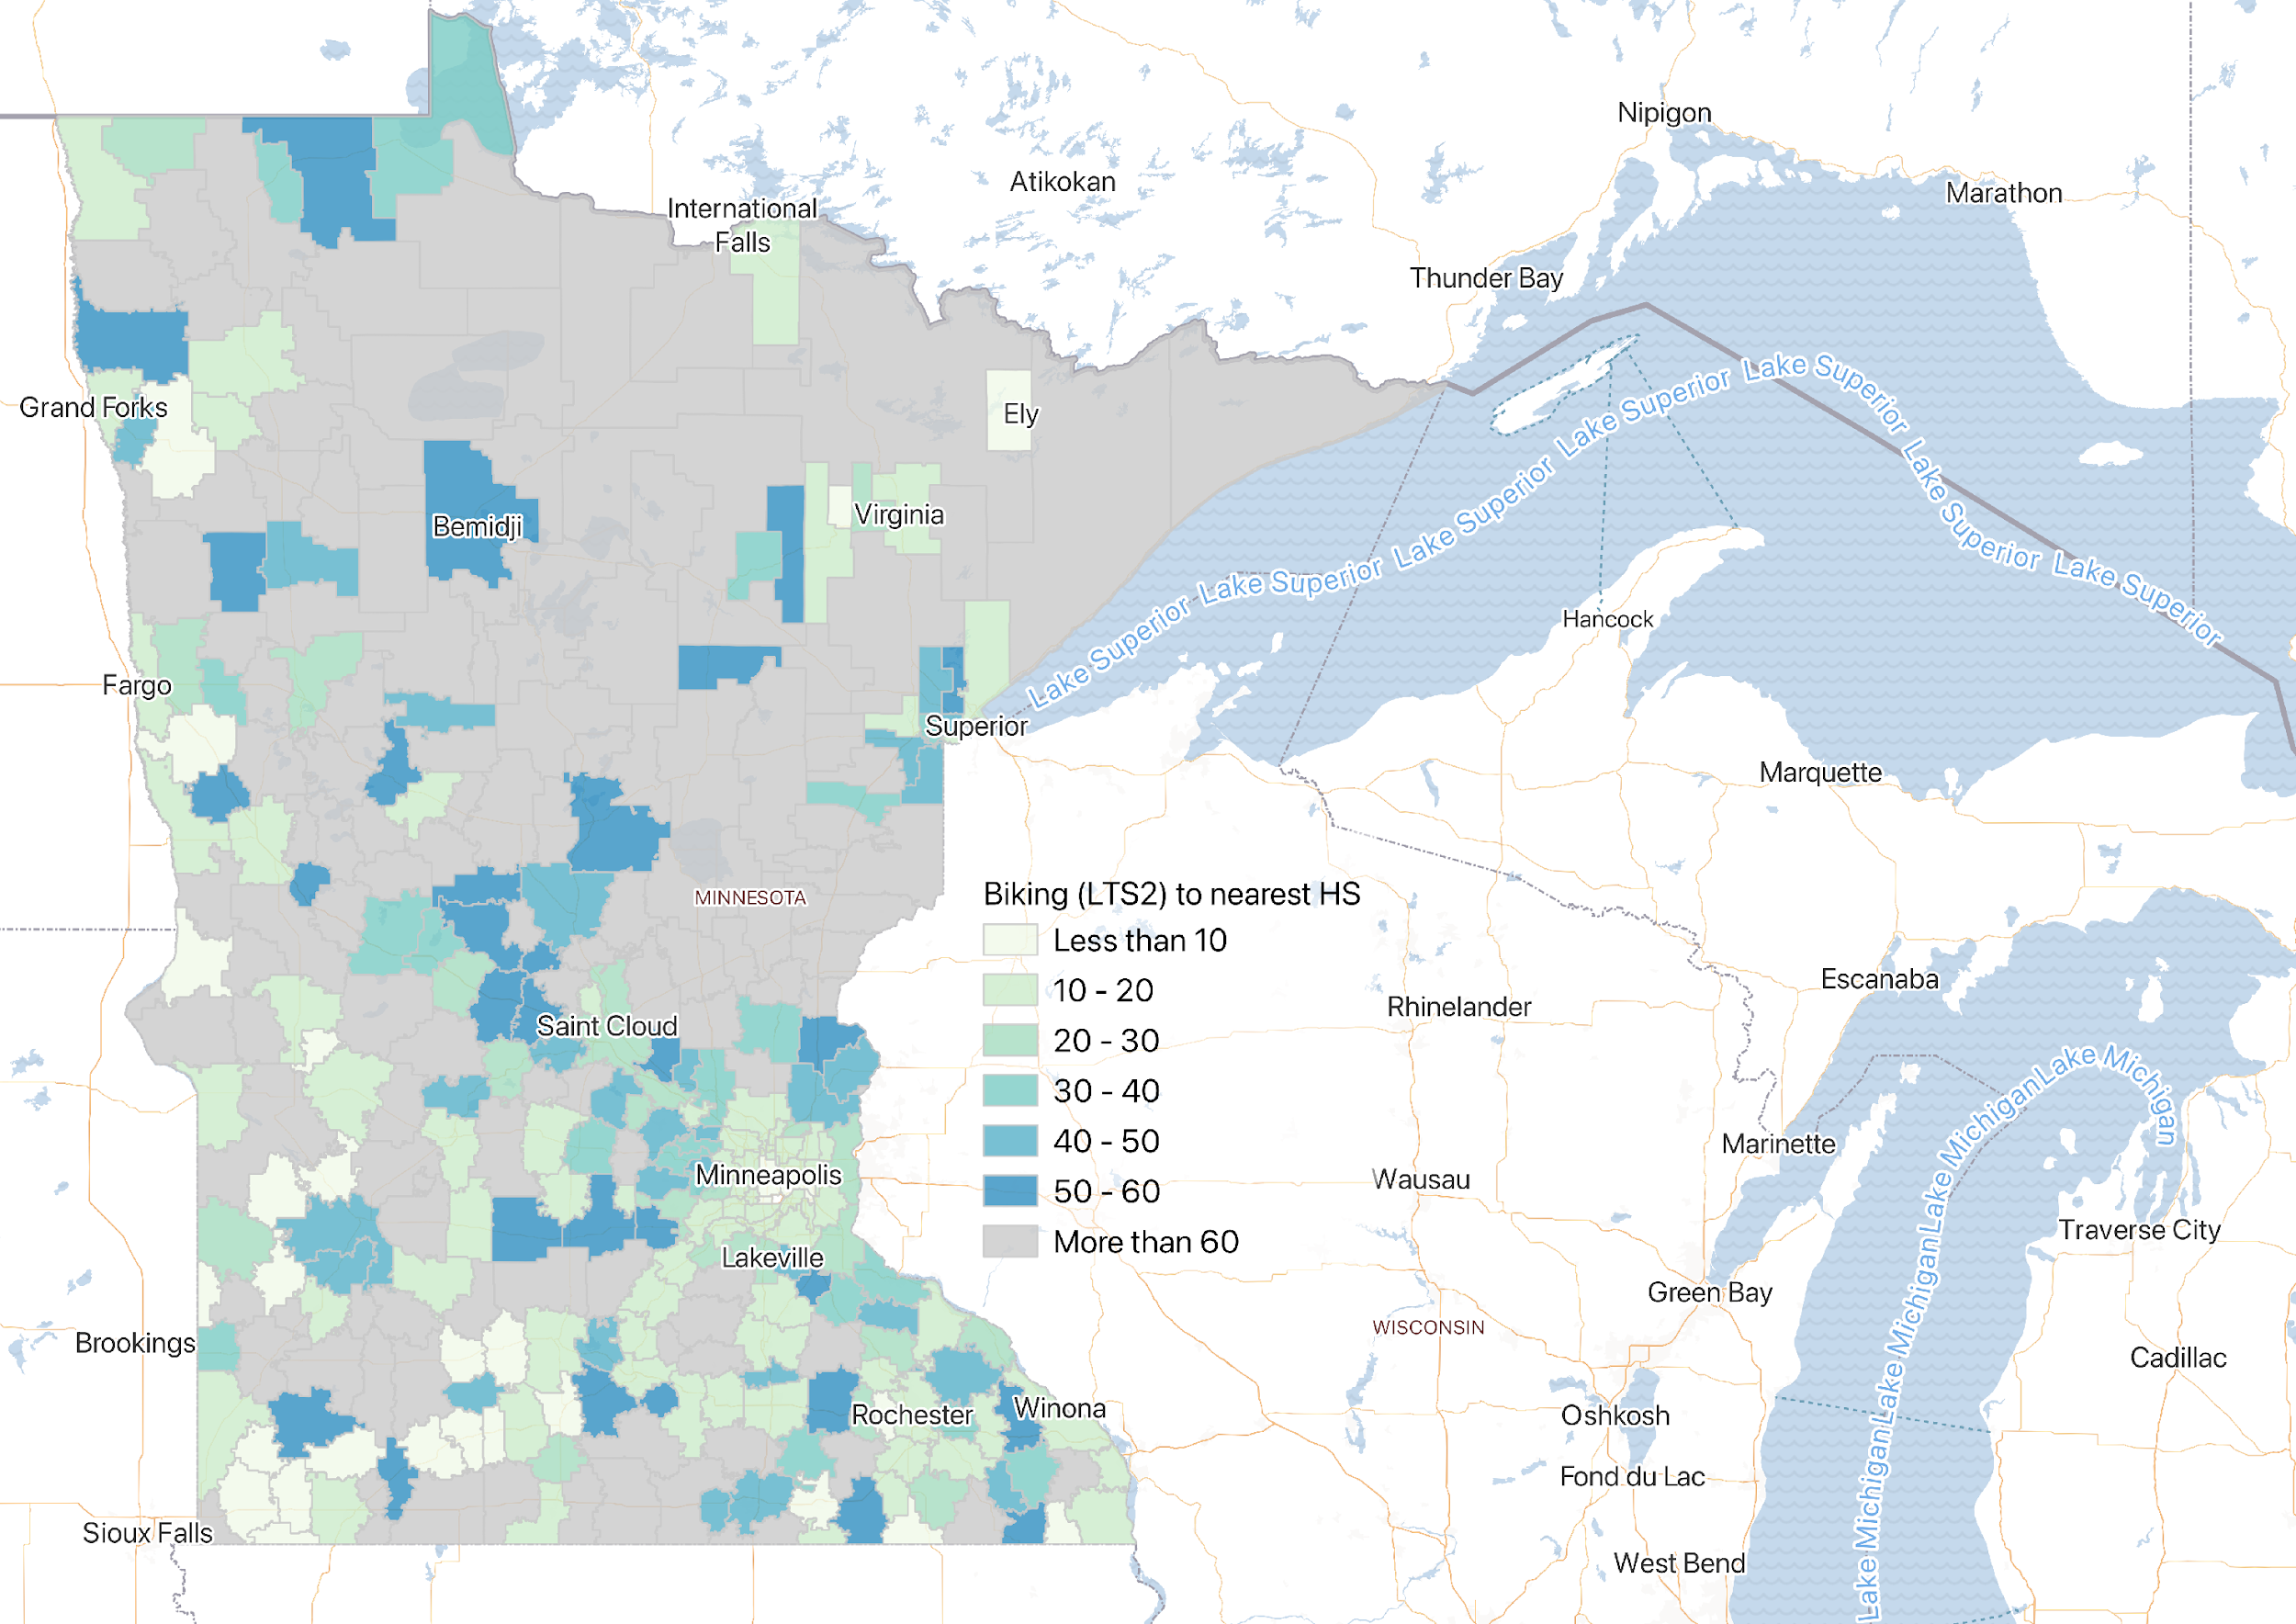 Nipigon
Atikokan
Marathon
International
Falls
Thunder Bay
Lake Superior Lake Superior Lake Superior Lake Superior Lake Superior Lake Superior Lake Superior Lake Superior
Grand Forks
Ely
Virginia
Bemidji
Hancock
Fargo
Superior
Marquette
MINNESOTA
Biking (LTS2) to nearest HS
Less than 10
10 - 20
20 - 30
30 - 40
40 - 50
50 - 60
More than 60
Escanaba
Rhinelander
Saint Cloud
Lake Michigan Lake Michigan Lake Michigan Lake Michigan Lake Michigan Lake Michigan
Marinette
Minneapolis
Wausau
Traverse City
Lakeville
Green Bay
WISCONSIN
Brookings
Cadillac
Rochester
Winona
Oshkosh
Fond du Lac
Sioux Falls
West Bend